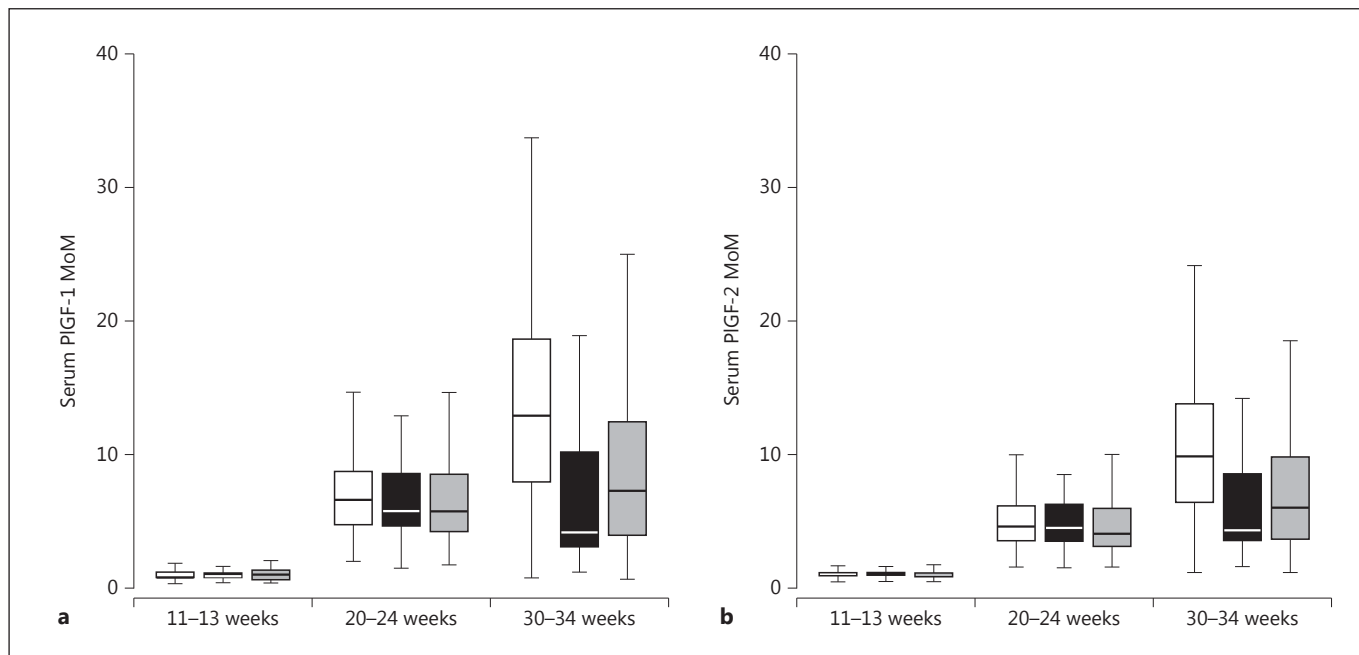 Serum PlGF-1 MoM
40
30
20
10
0
11–13 weeks
20–24 weeks
30–34 weeks
a
Serum PlGF-2 MoM
40
30
20
10
0
11–13 weeks
20–24 weeks
30–34 weeks
b